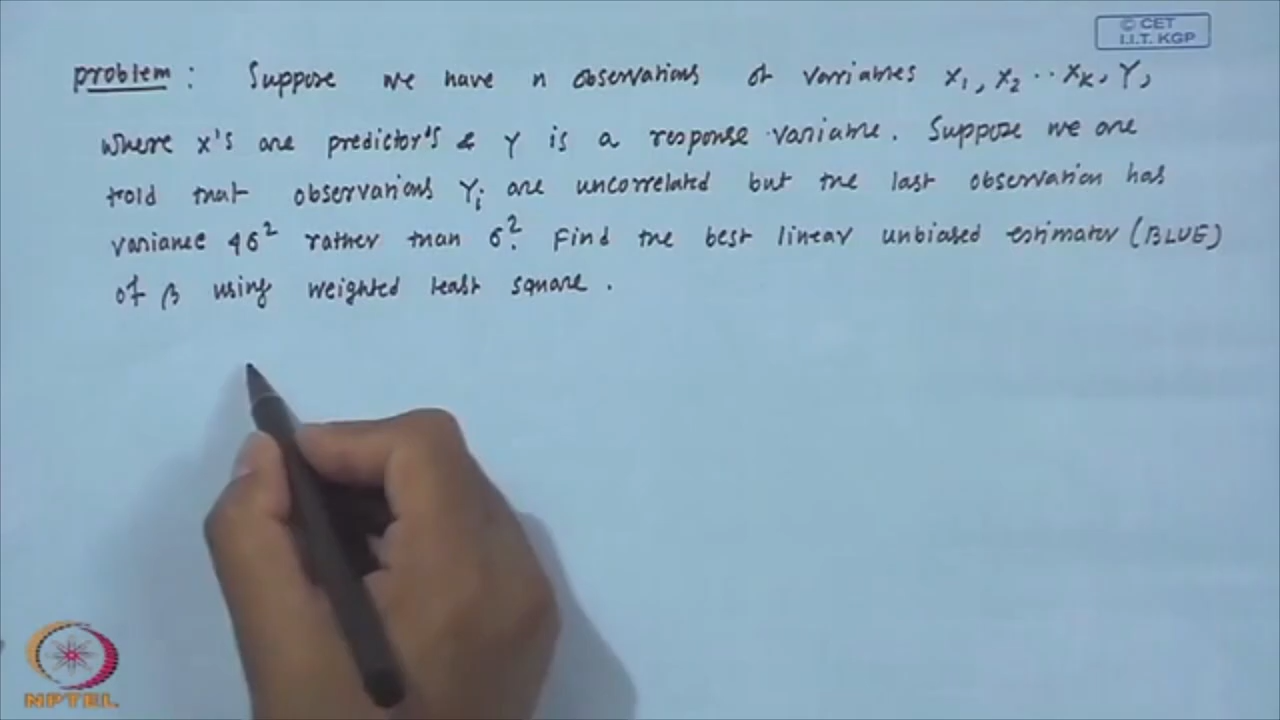 © CET
I.I.T. KGP
problem : Suppose we have n observations of variables X₁, X₂ ·· Xₖ, Y,
where X's are predictor's & Y is a response variable. Suppose we are
told that observations Yᵢ are uncorrelated but the last observation has
variance 4σ² rather than σ². Find the best linear unbiased estimator (BLUE)
of β using weighted least square.
NPTEL